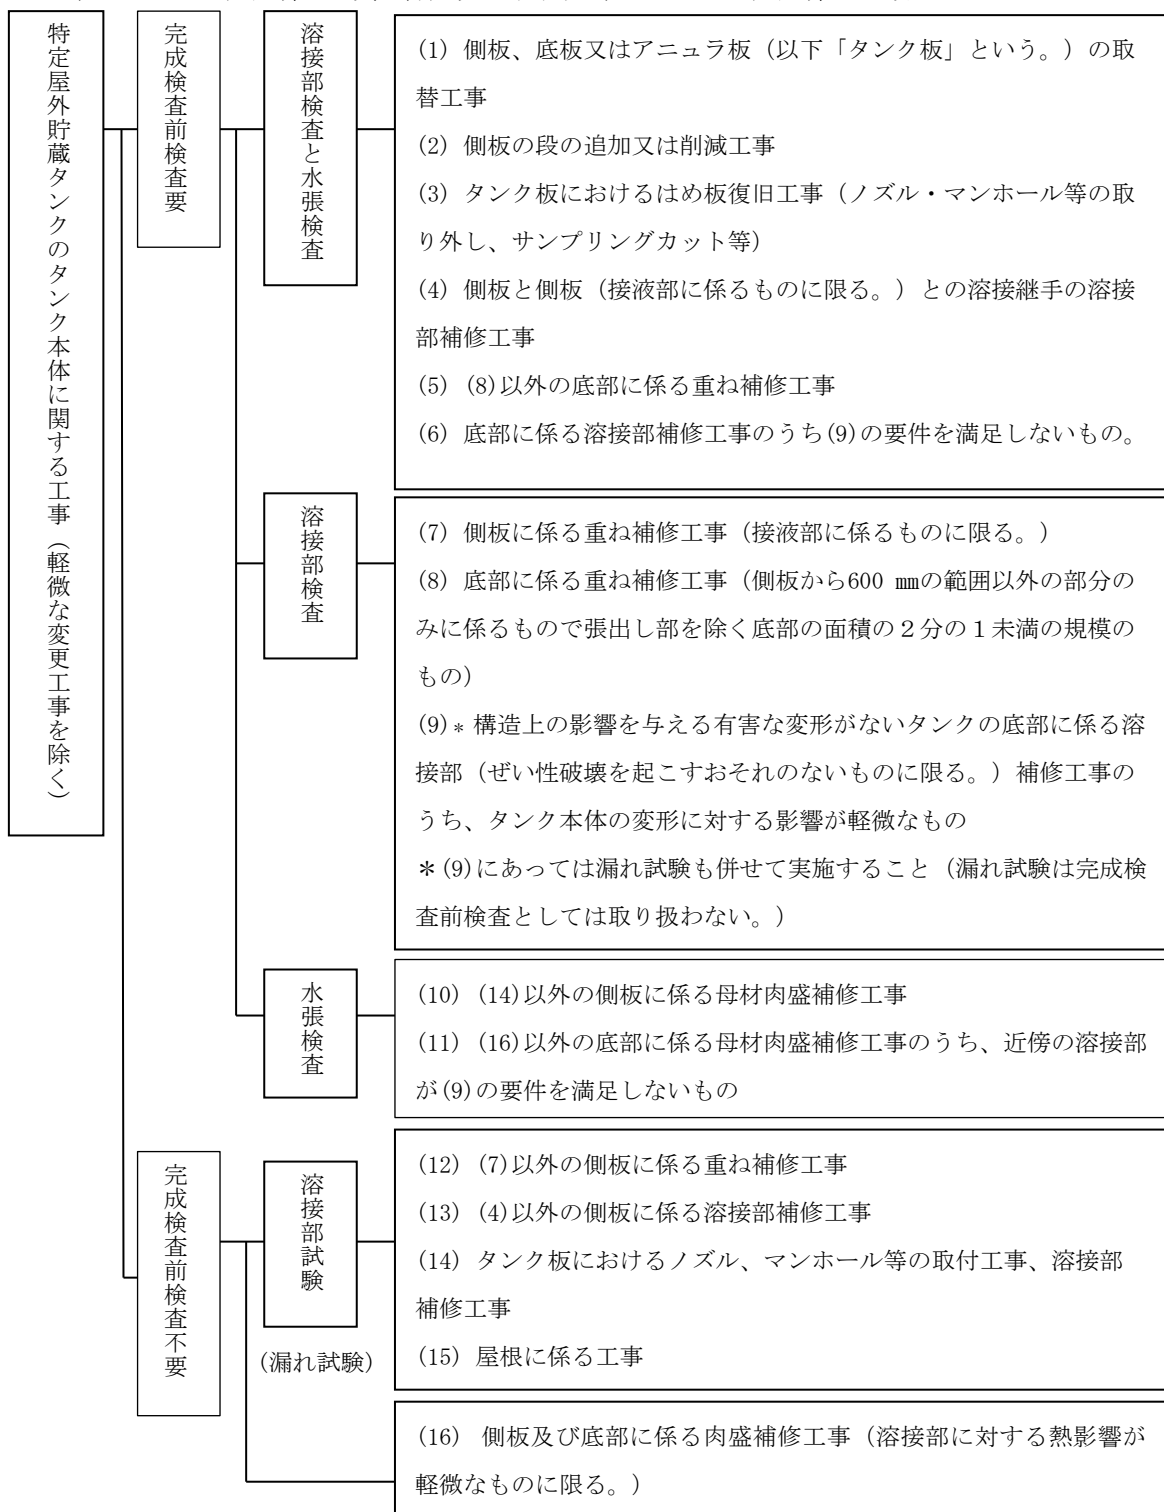 特定屋外貯蔵タンクのタンク本体に関する工事（軽微な変更工事を除く）
完成検査前検査要
溶接部検査と水張検査
(1) 側板、底板又はアニュラ板（以下「タンク板」という。）の取
替工事
(2) 側板の段の追加又は削減工事
(3) タンク板におけるはめ板復旧工事（ノズル・マンホール等の取
り外し、サンプリングカット等）
(4) 側板と側板（接液部に係るものに限る。）との溶接継手の溶接
部補修工事
(5) (8)以外の底部に係る重ね補修工事
(6) 底部に係る溶接部補修工事のうち(9)の要件を満足しないもの。
溶接部検査
(7) 側板に係る重ね補修工事（接液部に係るものに限る。）
(8) 底部に係る重ね補修工事（側板から600 ㎜の範囲以外の部分の
みに係るもので張出し部を除く底部の面積の２分の１未満の規模の
もの）
(9)* 構造上の影響を与える有害な変形がないタンクの底部に係る溶
接部（ぜい性破壊を起こすおそれのないものに限る。）補修工事の
うち、タンク本体の変形に対する影響が軽微なもの
＊(9)にあっては漏れ試験も併せて実施すること（漏れ試験は完成検
査前検査としては取り扱わない。）
水張検査
(10) (14)以外の側板に係る母材肉盛補修工事
(11) (16)以外の底部に係る母材肉盛補修工事のうち、近傍の溶接部
が(9)の要件を満足しないもの
完成検査前検査不要
溶接部試験
(漏れ試験)
(12) (7)以外の側板に係る重ね補修工事
(13) (4)以外の側板に係る溶接部補修工事
(14) タンク板におけるノズル、マンホール等の取付工事、溶接部
補修工事
(15) 屋根に係る工事
(16) 側板及び底部に係る肉盛補修工事（溶接部に対する熱影響が
軽微なものに限る。）